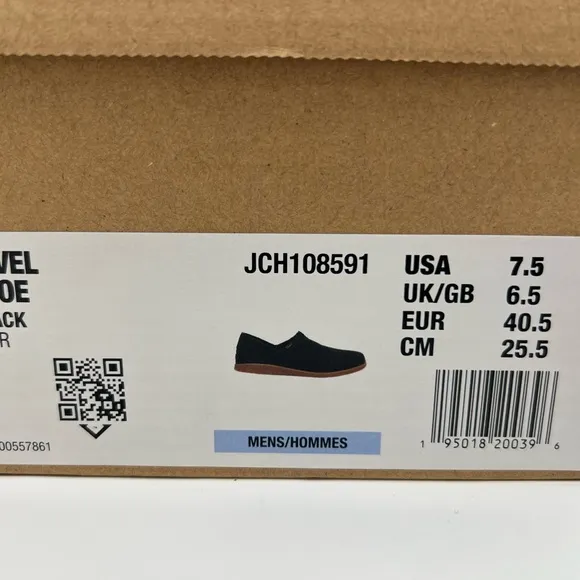 VEL
OE
ACK
R
00557861
JCH108591
MENS/HOMMES
USA 7.5
UK/GB 6.5
EUR 40.5
CM 25.5
1 95018 20039 6